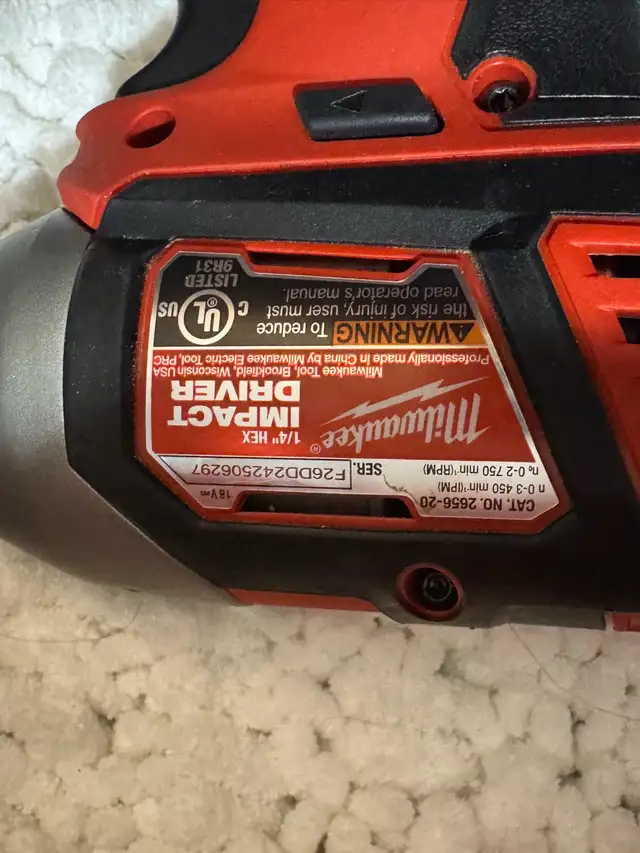 CAT. NO. 2656-20
18 V⎓
n 0-3 450 min⁻¹(IPM)
n₀ 0-2 750 min⁻¹(RPM)
SER. F26DD242506297
Milwaukee®
1/4" HEX
IMPACT
DRIVER
Milwaukee Tool, Brookfield, Wisconsin USA
Professionally made in China by Milwaukee Electric Tool, PRC
WARNING To reduce
the risk of injury, user must
read operator's manual.
C UL® US
LISTED
9R31